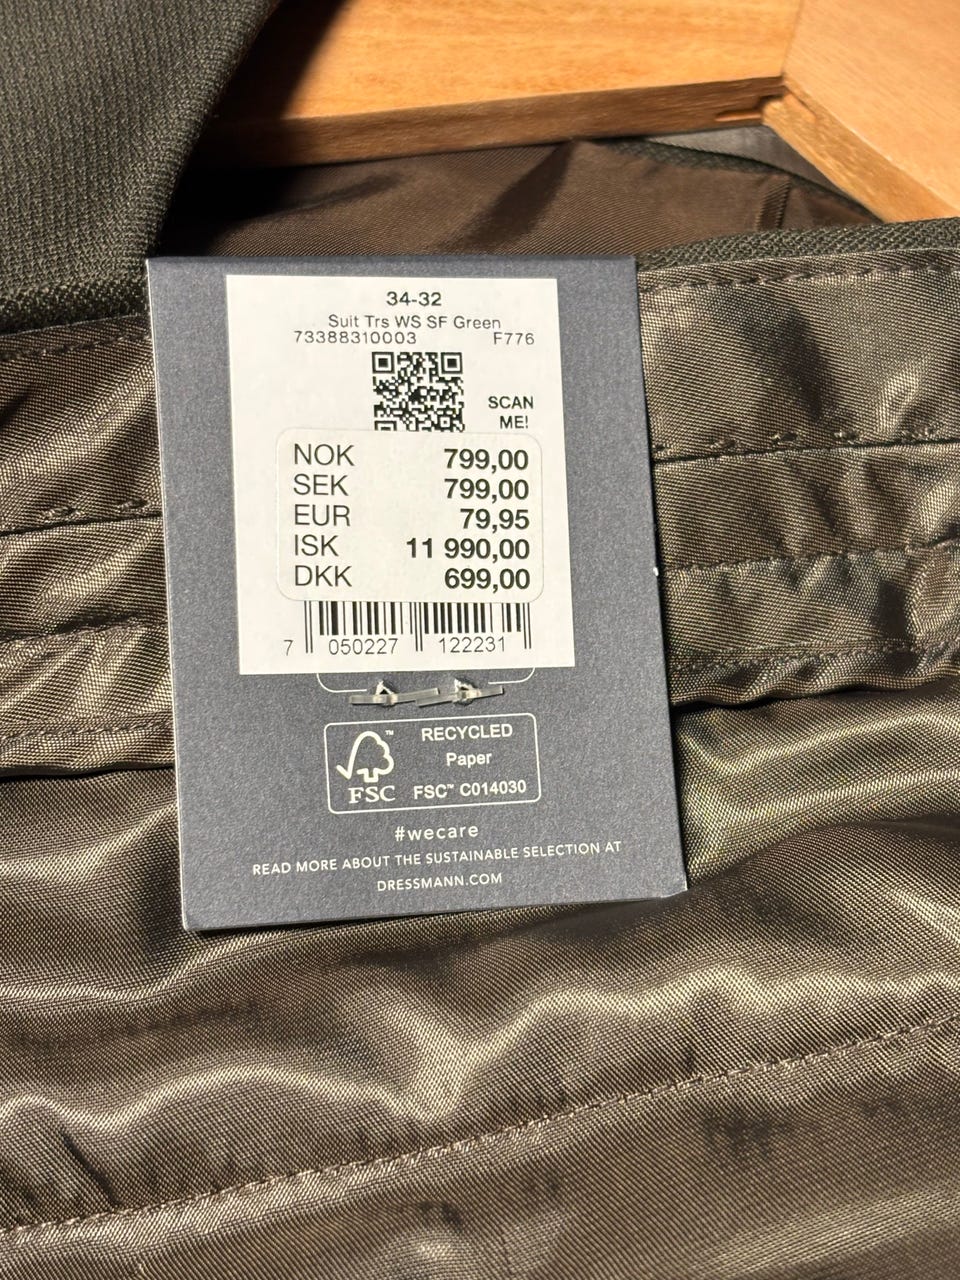 34-32
Suit Trs WS SF Green
73388310003 F776
SCAN
ME!
NOK 799,00
SEK 799,00
EUR 79,95
ISK 11 990,00
DKK 699,00
7 050227 122231
RECYCLED
Paper
FSC™ C014030
™
FSC
#wecare
READ MORE ABOUT THE SUSTAINABLE SELECTION AT
DRESSMANN.COM